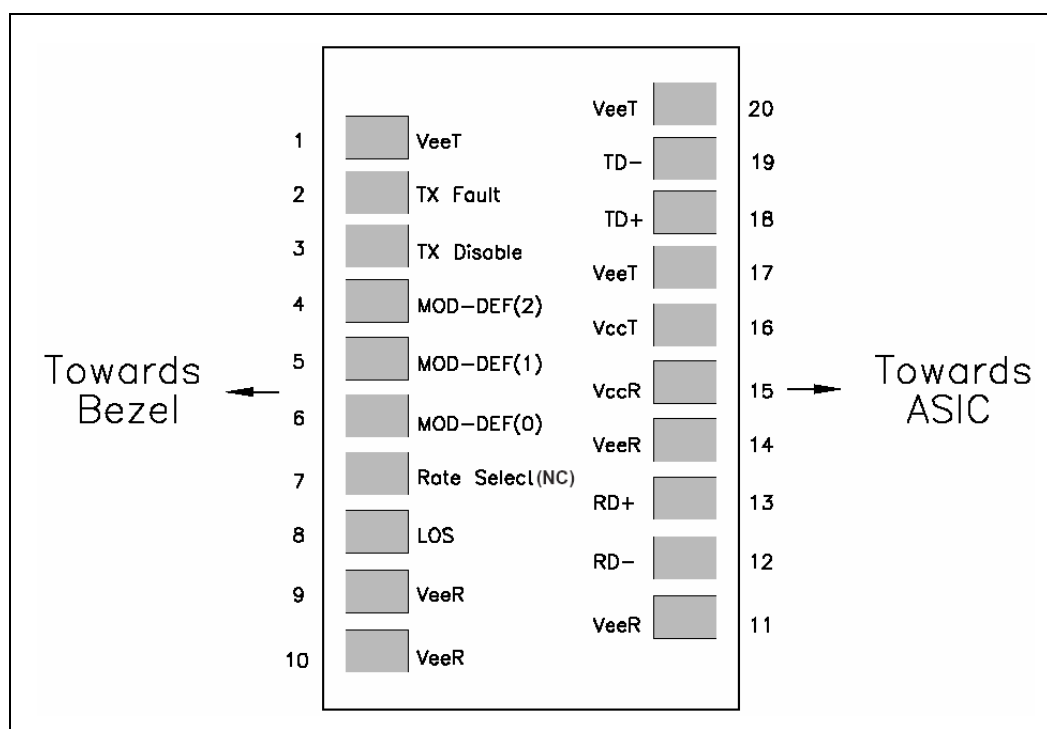 VeeT 20
1 VeeT
TD- 19
2 TX Fault
TD+ 18
3 TX Disable
VeeT 17
4 MOD-DEF(2)
VccT 16
5 MOD-DEF(1)
Towards
Bezel
VccR 15
Towards
ASIC
6 MOD-DEF(0)
VeeR 14
7 Rate Select(NC)
RD+ 13
8 LOS
RD- 12
9 VeeR
VeeR 11
10 VeeR